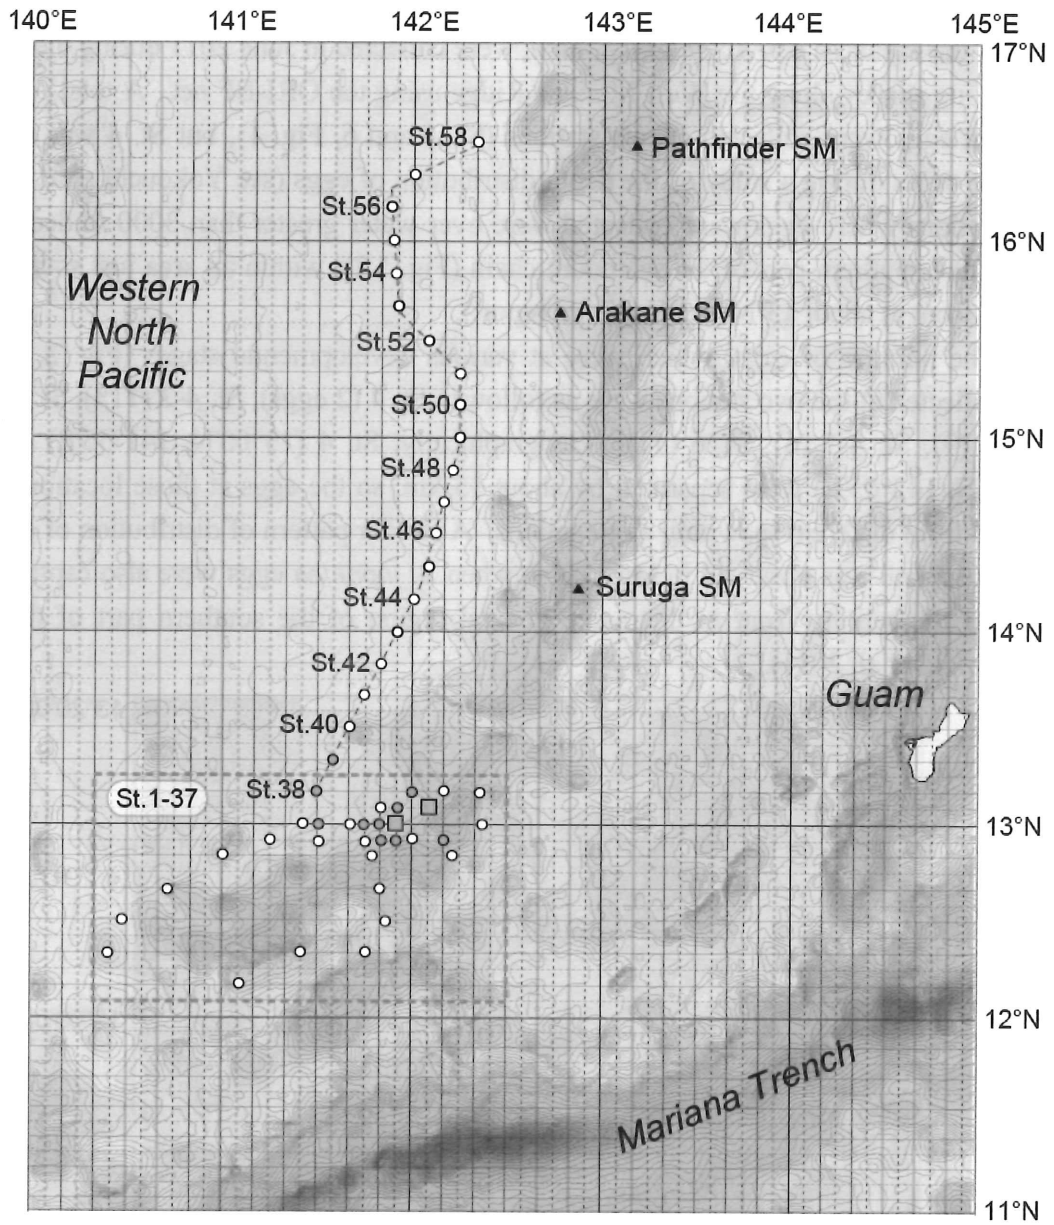 140°E 141°E 142°E 143°E 144°E 145°E
17°N
St.58
Pathfinder SM
St.56
16°N
St.54
Western
North
Pacific
Arakane SM
St.52
St.50
15°N
St.48
St.46
St.44
Suruga SM
14°N
St.42
Guam
St.40
St.38
St.1-37
13°N
12°N
Mariana Trench
11°N